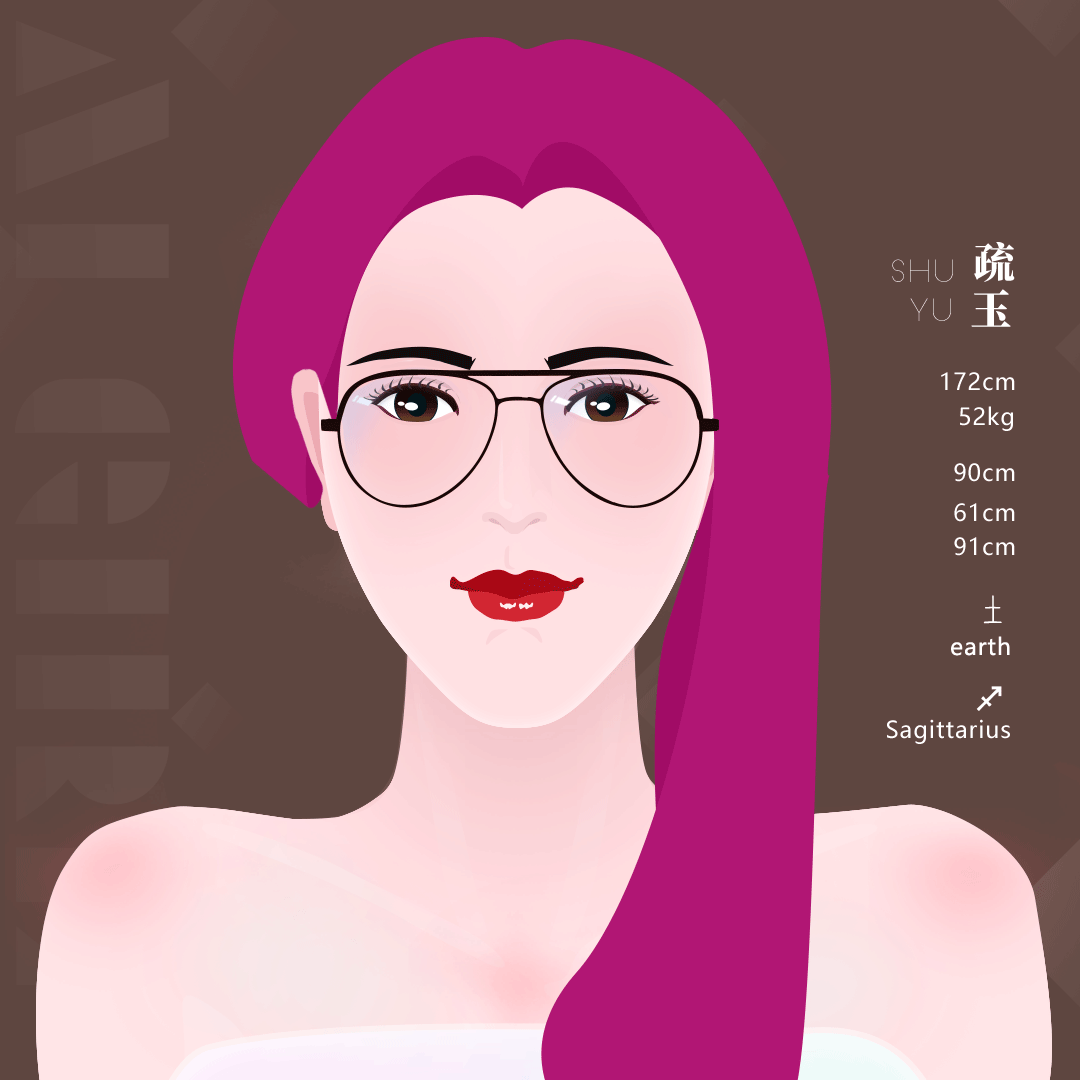 疏玉
SHU
YU
172cm
52kg
90cm
61cm
91cm
土
earth
Sagittarius